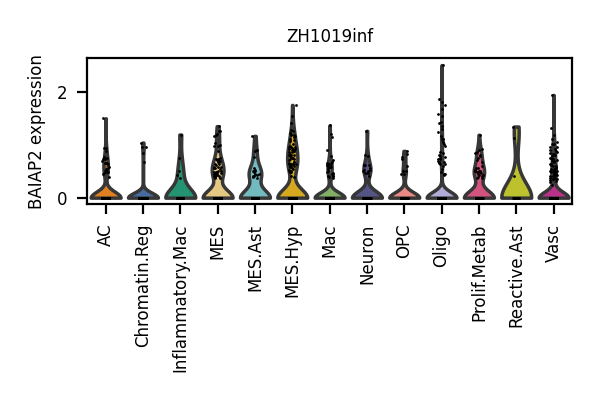 ZH1019inf
BAIAP2 expression
2
0
AC
Chromatin.Reg
Inflammatory.Mac
MES
MES.Ast
MES.Hyp
Mac
Neuron
OPC
Oligo
Prolif.Metab
Reactive.Ast
Vasc